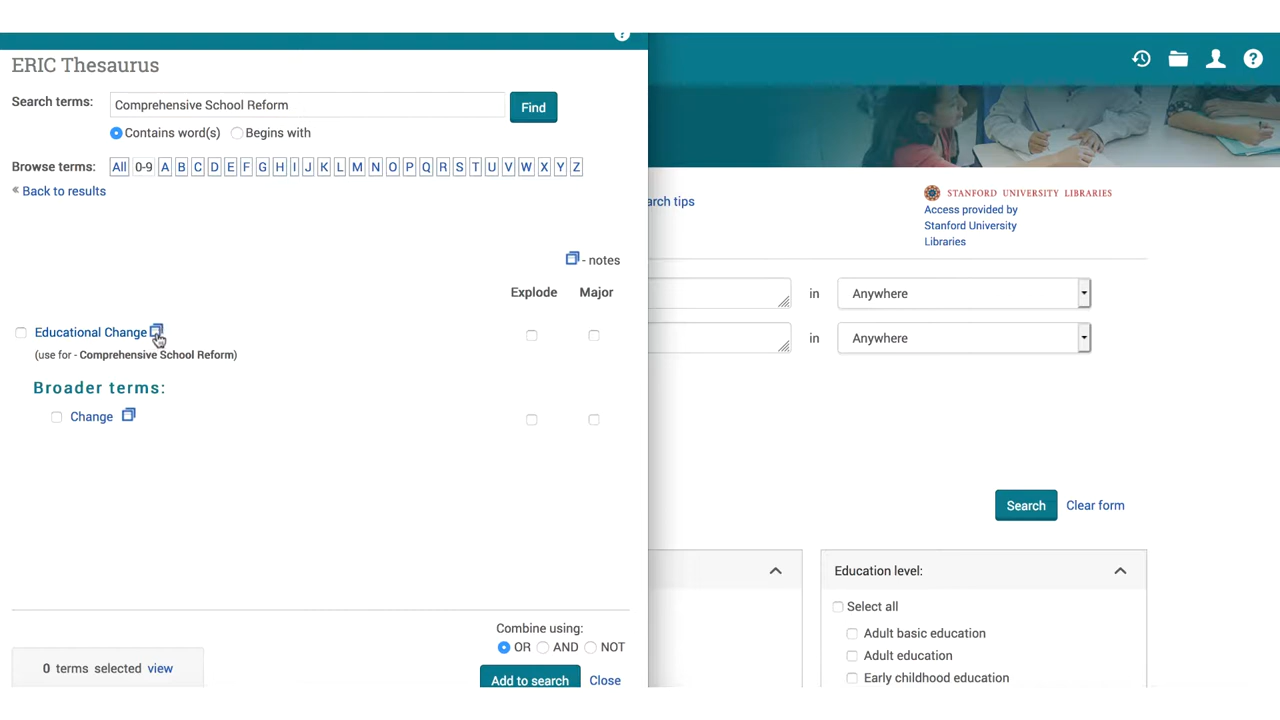 ERIC Thesaurus
Search terms: Comprehensive School Reform Find
Contains word(s) Begins with
Browse terms: All 0-9 A B C D E F G H I J K L M N O P Q R S T U V W X Y Z
« Back to results
- notes
Explode Major
Educational Change
(use for - Comprehensive School Reform)
Broader terms:
Change
Combine using:
OR AND NOT
0 terms selected view
Add to search Close
?
?
arch tips
STANFORD UNIVERSITY LIBRARIES
Access provided by
Stanford University
Libraries
in Anywhere
in Anywhere
Search Clear form
Education level:
Select all
Adult basic education
Adult education
Early childhood education